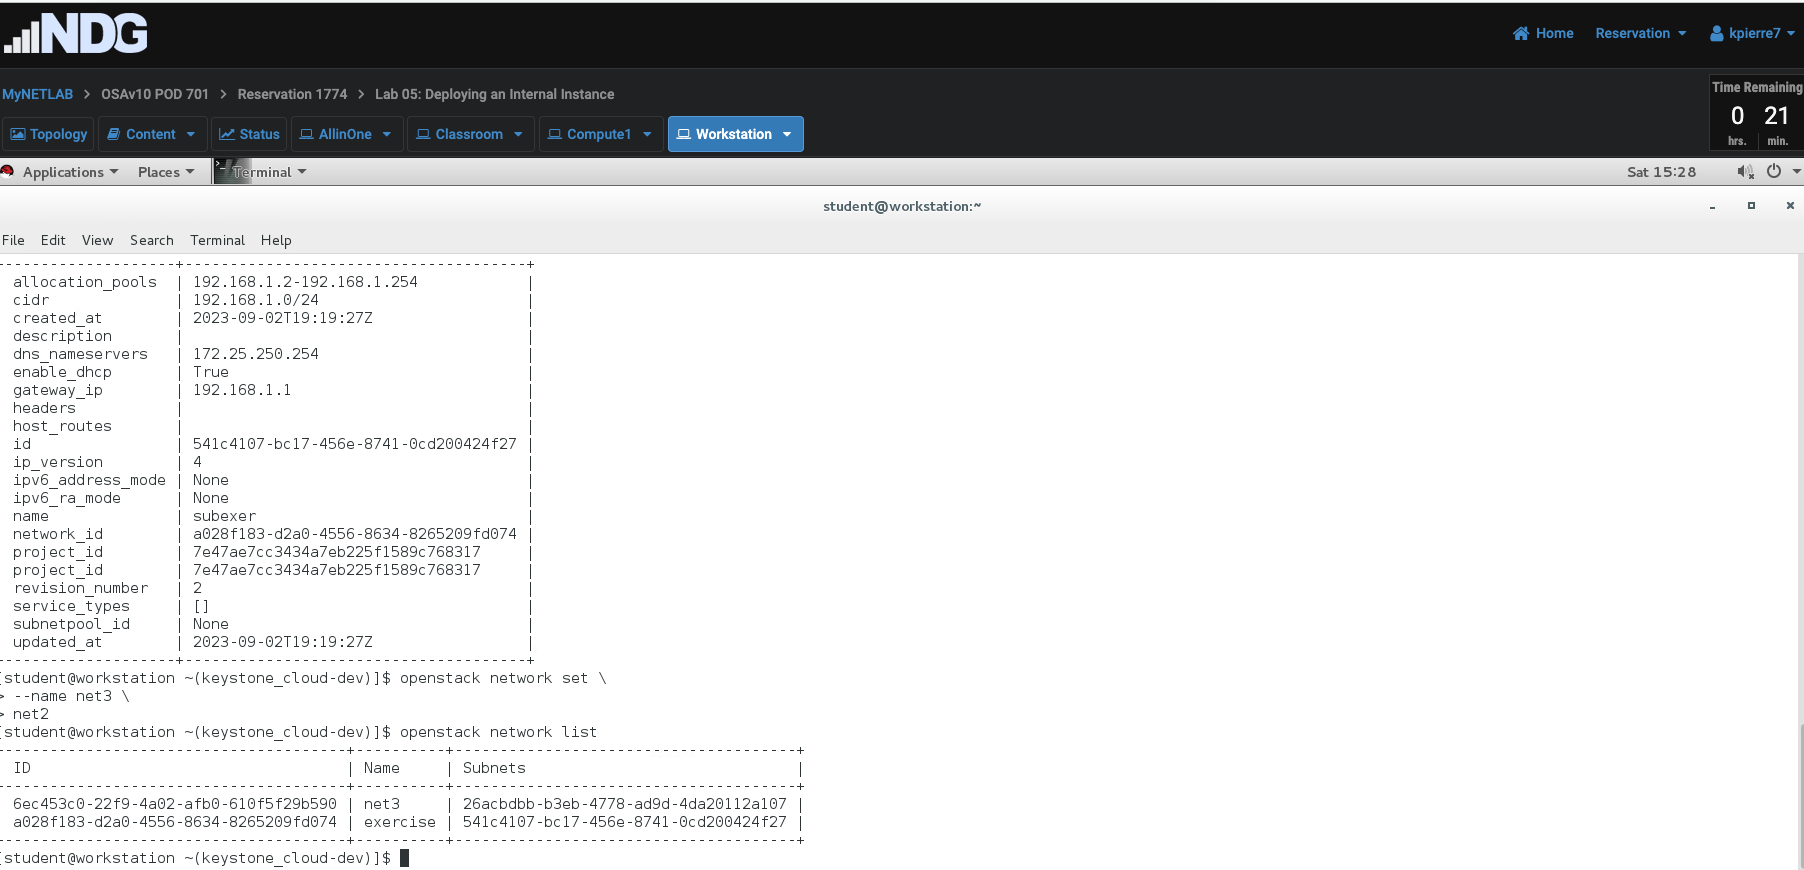 NDG
Home Reservation kpierre7
MyNETLAB > OSAv10 POD 701 > Reservation 1774 > Lab 05: Deploying an Internal Instance
Time Remaining
0 21
hrs. min.
Topology Content Status AllinOne Classroom Compute1 Workstation
Applications Places Terminal Sat 15:28
student@workstation:~
File Edit View Search Terminal Help
-------------------+--------------------------------------+
allocation_pools | 192.168.1.2-192.168.1.254 |
cidr | 192.168.1.0/24 |
created_at | 2023-09-02T19:19:27Z |
description | |
dns_nameservers | 172.25.250.254 |
enable_dhcp | True |
gateway_ip | 192.168.1.1 |
headers | |
host_routes | |
id | 541c4107-bc17-456e-8741-0cd200424f27 |
ip_version | 4 |
ipv6_address_mode | None |
ipv6_ra_mode | None |
name | subexer |
network_id | a028f183-d2a0-4556-8634-8265209fd074 |
project_id | 7e47ae7cc3434a7eb225f1589c768317 |
project_id | 7e47ae7cc3434a7eb225f1589c768317 |
revision_number | 2 |
service_types | [] |
subnetpool_id | None |
updated_at | 2023-09-02T19:19:27Z |
-------------------+--------------------------------------+
[student@workstation ~(keystone_cloud-dev)]$ openstack network set \
> --name net3 \
> net2
[student@workstation ~(keystone_cloud-dev)]$ openstack network list
--------------------------------------+----------+--------------------------------------+
ID | Name | Subnets |
--------------------------------------+----------+--------------------------------------+
6ec453c0-22f9-4a02-afb0-610f5f29b590 | net3 | 26acbdbb-b3eb-4778-ad9d-4da20112a107 |
a028f183-d2a0-4556-8634-8265209fd074 | exercise | 541c4107-bc17-456e-8741-0cd200424f27 |
--------------------------------------+----------+--------------------------------------+
[student@workstation ~(keystone_cloud-dev)]$